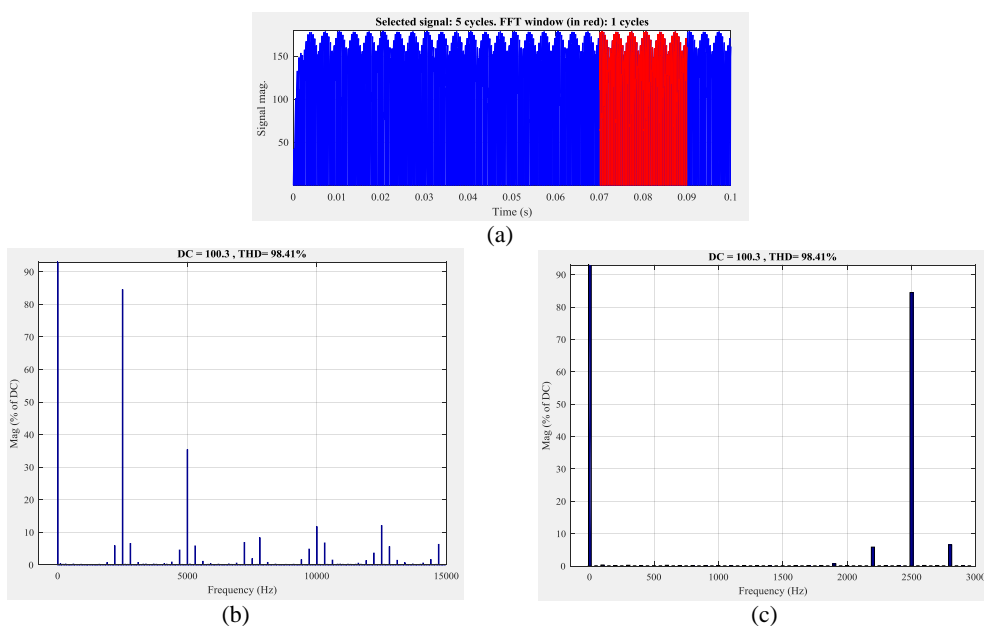 Selected signal: 5 cycles. FFT window (in red): 1 cycles
Signal mag.
150
100
50
0 0.01 0.02 0.03 0.04 0.05 0.06 0.07 0.08 0.09 0.1
Time (s)
(a)
DC = 100.3 , THD= 98.41%
Mag (% of DC)
90
80
70
60
50
40
30
20
10
0
0 5000 10000 15000
Frequency (Hz)
(b)
DC = 100.3 , THD= 98.41%
Mag (% of DC)
90
80
70
60
50
40
30
20
10
0
0 500 1000 1500 2000 2500 3000
Frequency (Hz)
(c)